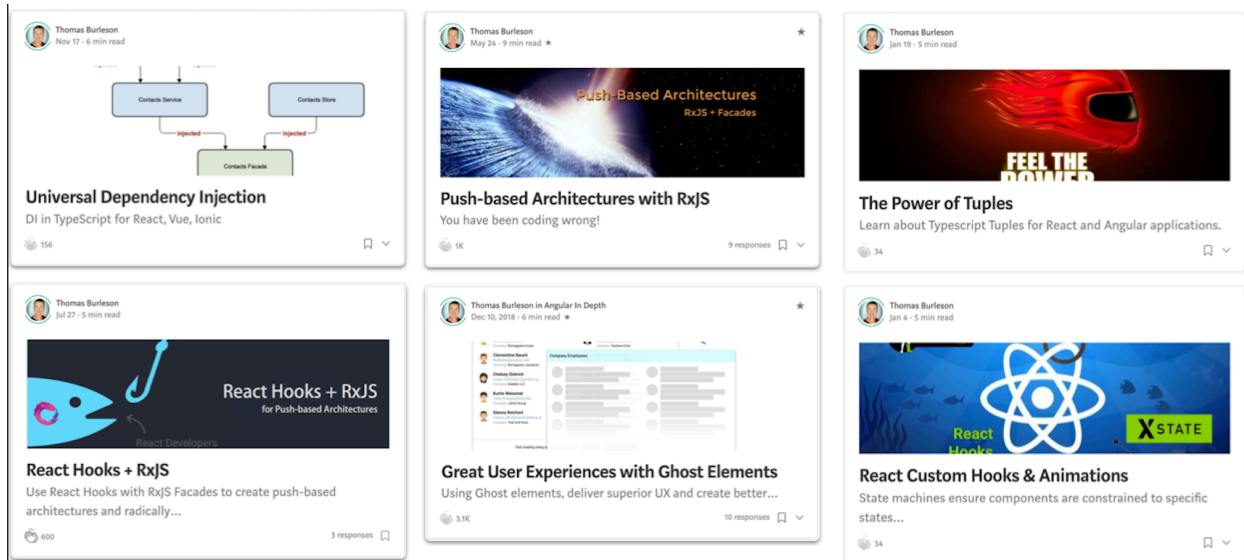 Thomas Burleson
Nov 17 · 6 min read
Contacts Service
Contacts Store
injected
injected
Contacts Facade
Universal Dependency Injection
DI in TypeScript for React, Vue, Ionic
156
Thomas Burleson
May 24 · 9 min read ★
★
Push-Based Architectures
RxJS + Facades
Push-based Architectures with RxJS
You have been coding wrong!
1K
9 responses
Thomas Burleson
Jan 19 · 5 min read
FEEL THE
POWER
The Power of Tuples
Learn about Typescript Tuples for React and Angular applications.
34
Thomas Burleson
Jul 27 · 5 min read
React Hooks + RxJS
for Push-based Architectures
React Developers
React Hooks + RxJS
Use React Hooks with RxJS Facades to create push-based
architectures and radically...
600
3 responses
Thomas Burleson in Angular In Depth
Dec 10, 2018 · 6 min read ★
★
Clementine Bauch
Chelsey Dietrich
Kurtis Weissnat
Glenna Reichert
Company Employees
Great User Experiences with Ghost Elements
Using Ghost elements, deliver superior UX and create better...
3.1K
10 responses
Thomas Burleson
Jan 4 · 5 min read
React
Hooks
XSTATE
React Custom Hooks & Animations
State machines ensure components are constrained to specific
states...
34